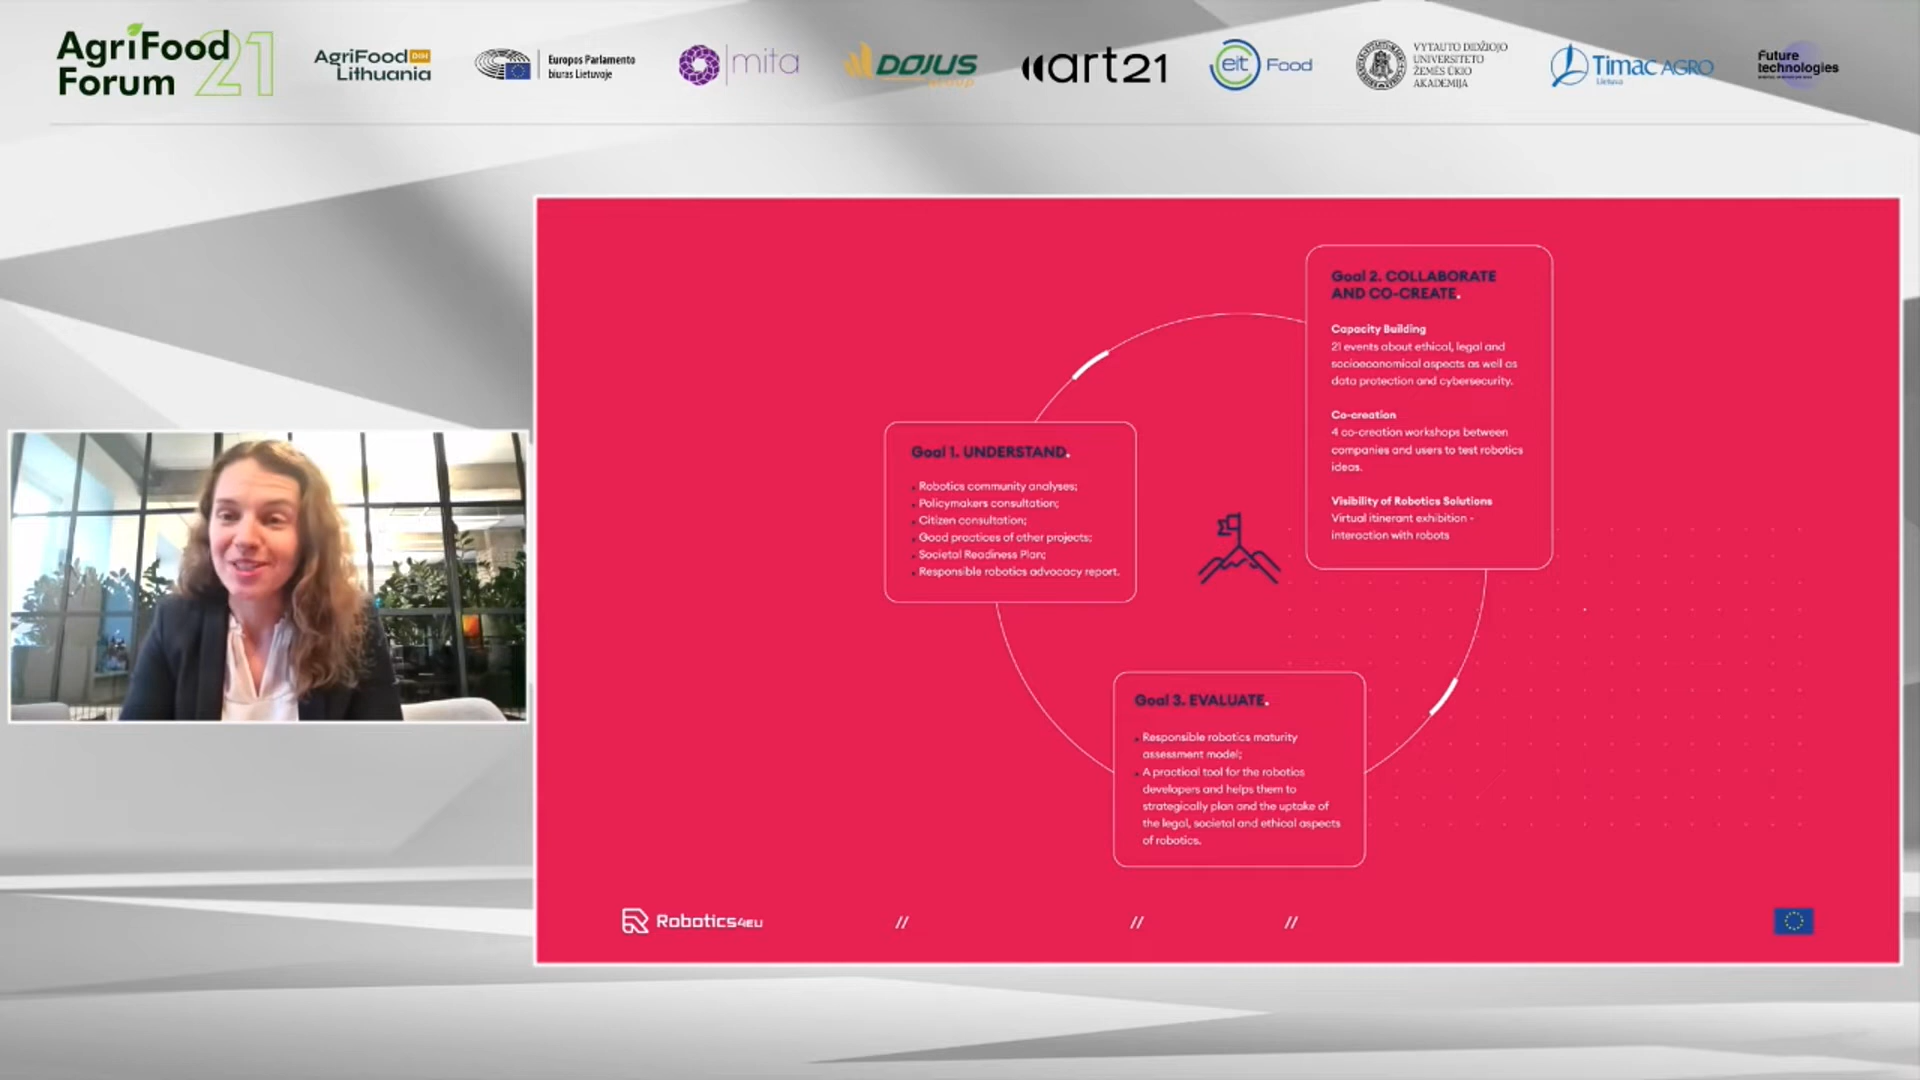 AgriFood
Forum 21
AgriFood DIH
Lithuania
Europos Parlamento
biuras Lietuvoje
mita
DOJUS
group
art21
eit Food
VYTAUTO DIDŽIOJO
UNIVERSITETO
ŽEMĖS ŪKIO
AKADEMIJA
Timac AGRO
Lietuva
Future
technologies
Goal 2. COLLABORATE
AND CO-CREATE.
Capacity Building
21 events about ethical, legal and
socioeconomical aspects as well as
data protection and cybersecurity.
Co-creation
4 co-creation workshops between
companies and users to test robotics
ideas.
Visibility of Robotics Solutions
Virtual itinerant exhibition -
interaction with robots
Goal 1. UNDERSTAND.
Robotics community analyses;
Policymakers consultation;
Citizen consultation;
Good practices of other projects;
Societal Readiness Plan;
Responsible robotics advocacy report.
Goal 3. EVALUATE.
Responsible robotics maturity
assessment model;
A practical tool for the robotics
developers and helps them to
strategically plan and the uptake of
the legal, societal and ethical aspects
of robotics.
Robotics4EU // // //